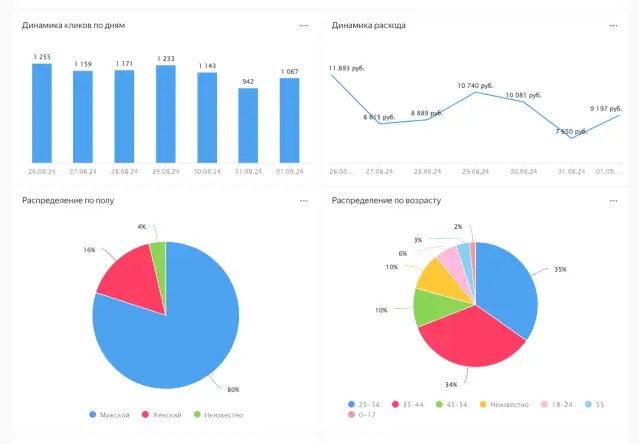 Динамика кликов по дням
1 255
1 159
1 171
1 233
1 143
942
1 067
26.08.24 27.08.24 28.08.24 29.08.24 30.08.24 31.08.24 01.09.24
Динамика расхода
11 893 руб.
8 615 руб.
8 889 руб.
10 740 руб.
10 081 руб.
7 650 руб.
9 197 руб.
26.08.... 27.08.24 28.08.24 29.08.24 30.08.24 31.08.24 01.09....
Распределение по полу
4%
16%
80%
Мужской Женский Неизвестно
Распределение по возрасту
2%
3%
6%
10%
10%
35%
34%
25-34 35-44 45-54 Неизвестно 18-24 55
0-17